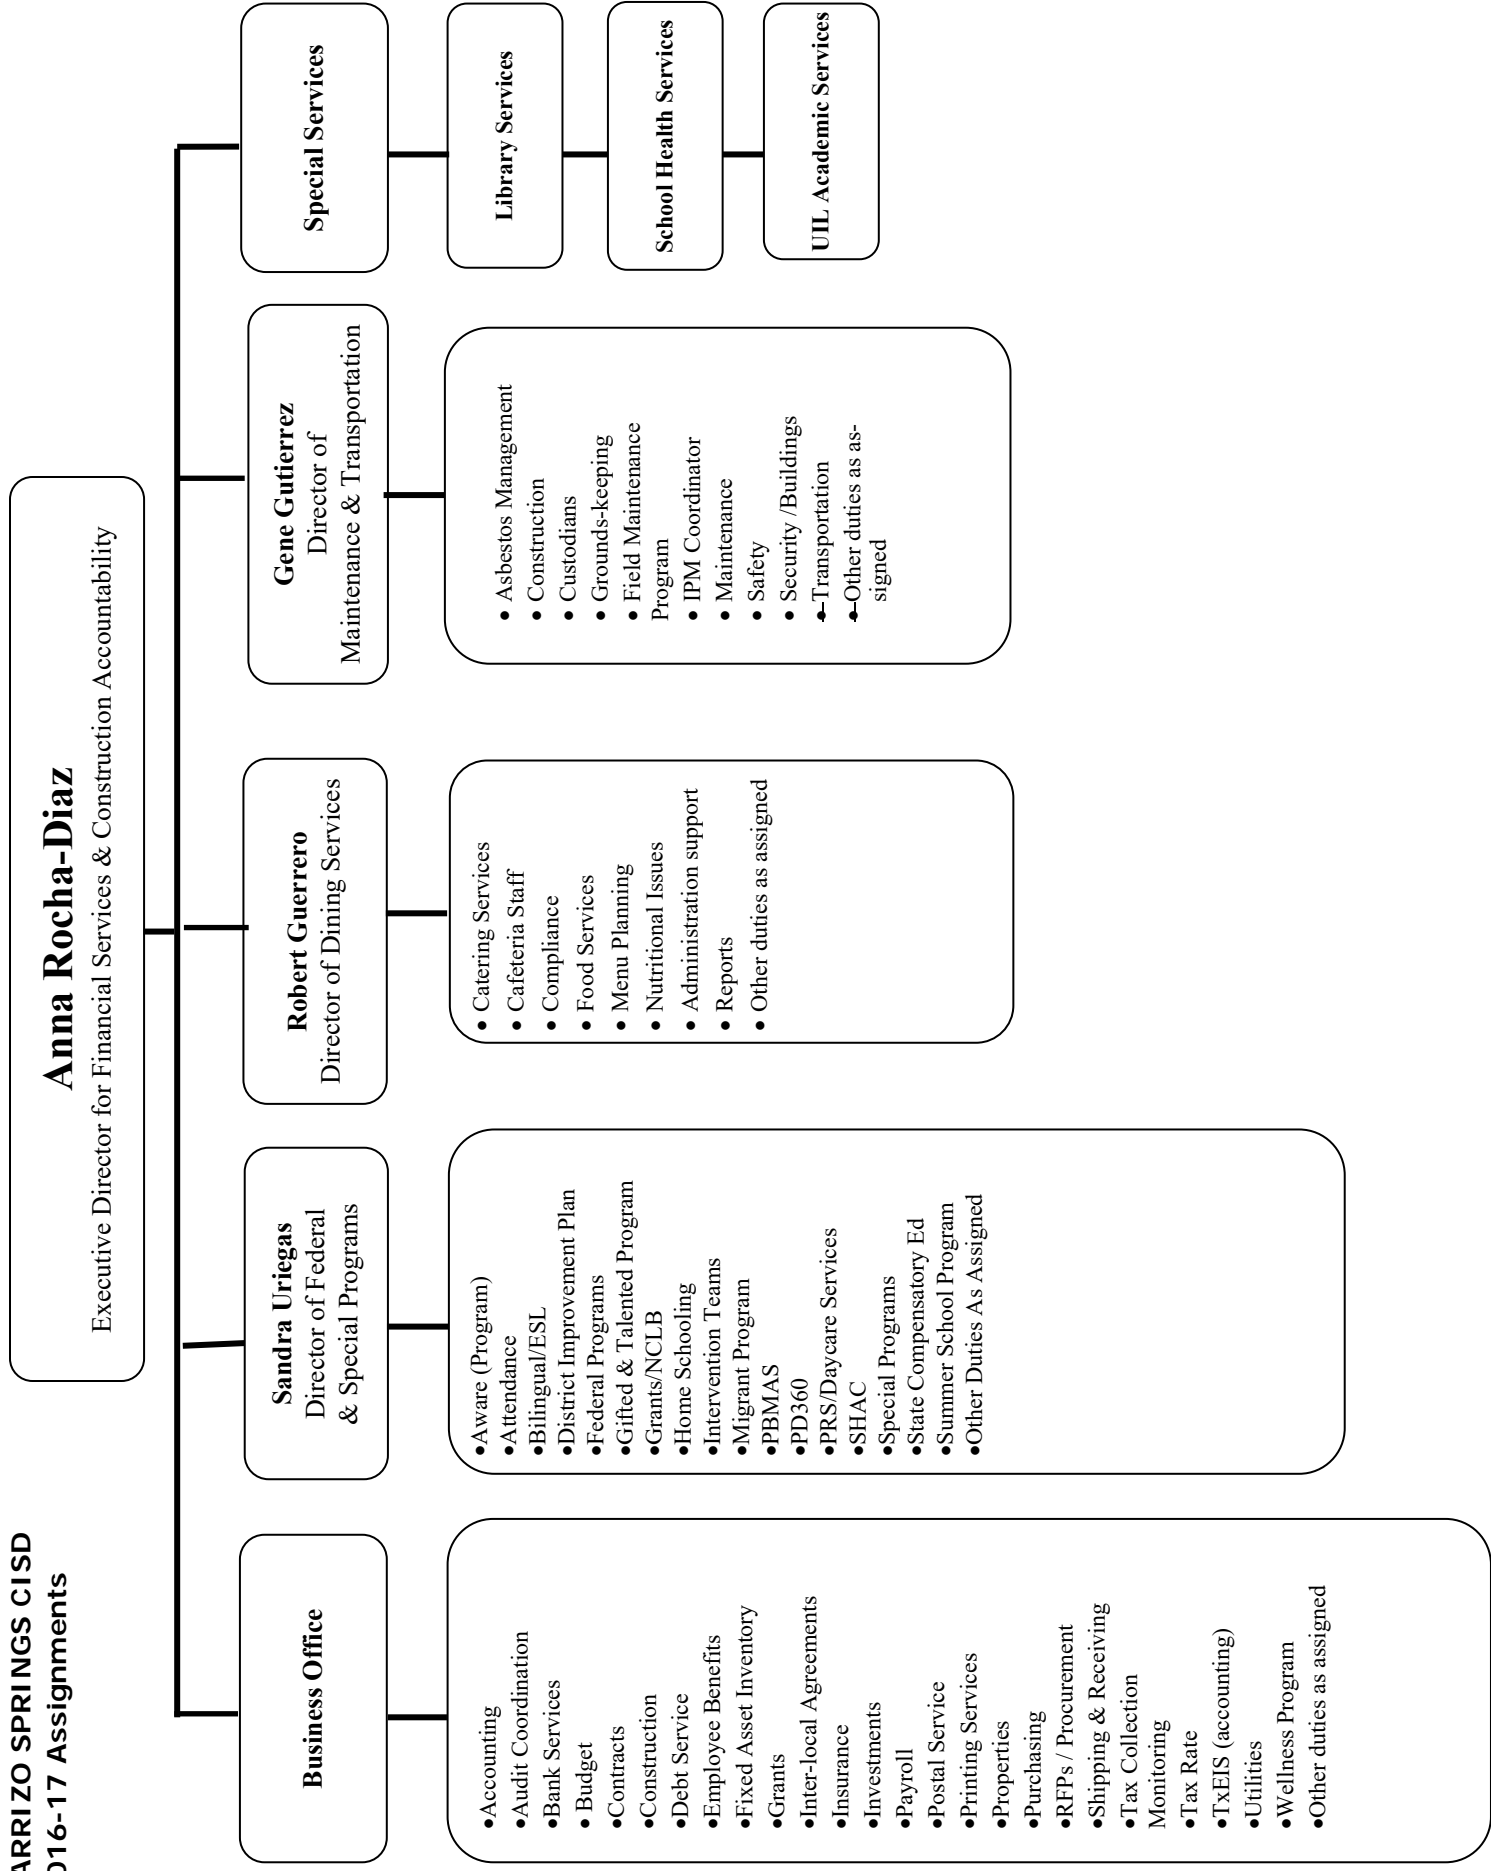 ARRIZO SPRINGS CISD
016-17 Assignments
Anna Rocha-Diaz
Executive Director for Financial Services & Construction Accountability
Business Office
•Accounting
•Audit Coordination
•Bank Services
• Budget
•Contracts
•Construction
•Debt Service
•Employee Benefits
•Fixed Asset Inventory
•Grants
•Inter-local Agreements
•Insurance
•Investments
•Payroll
•Postal Service
•Printing Services
•Properties
•Purchasing
•RFPs / Procurement
•Shipping & Receiving
•Tax Collection
Monitoring
•Tax Rate
•TxEIS (accounting)
•Utilities
•Wellness Program
•Other duties as assigned
Sandra Uriegas
Director of Federal
& Special Programs
•Aware (Program)
•Attendance
•Bilingual/ESL
•District Improvement Plan
•Federal Programs
•Gifted & Talented Program
•Grants/NCLB
•Home Schooling
•Intervention Teams
•Migrant Program
•PBMAS
•PD360
•PRS/Daycare Services
•SHAC
•Special Programs
•State Compensatory Ed
•Summer School Program
•Other Duties As Assigned
Robert Guerrero
Director of Dining Services
• Catering Services
• Cafeteria Staff
• Compliance
• Food Services
• Menu Planning
• Nutritional Issues
• Administration support
• Reports
• Other duties as assigned
Gene Gutierrez
Director of
Maintenance & Transportation
• Asbestos Management
• Construction
• Custodians
• Grounds-keeping
• Field Maintenance
Program
• IPM Coordinator
• Maintenance
• Safety
• Security /Buildings
• Transportation
• Other duties as as-
signed
Special Services
Library Services
School Health Services
UIL Academic Services